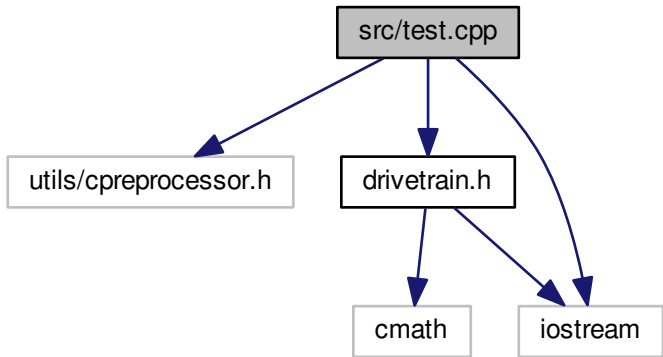 src/test.cpp
utils/cpreprocessor.h
drivetrain.h
cmath
iostream